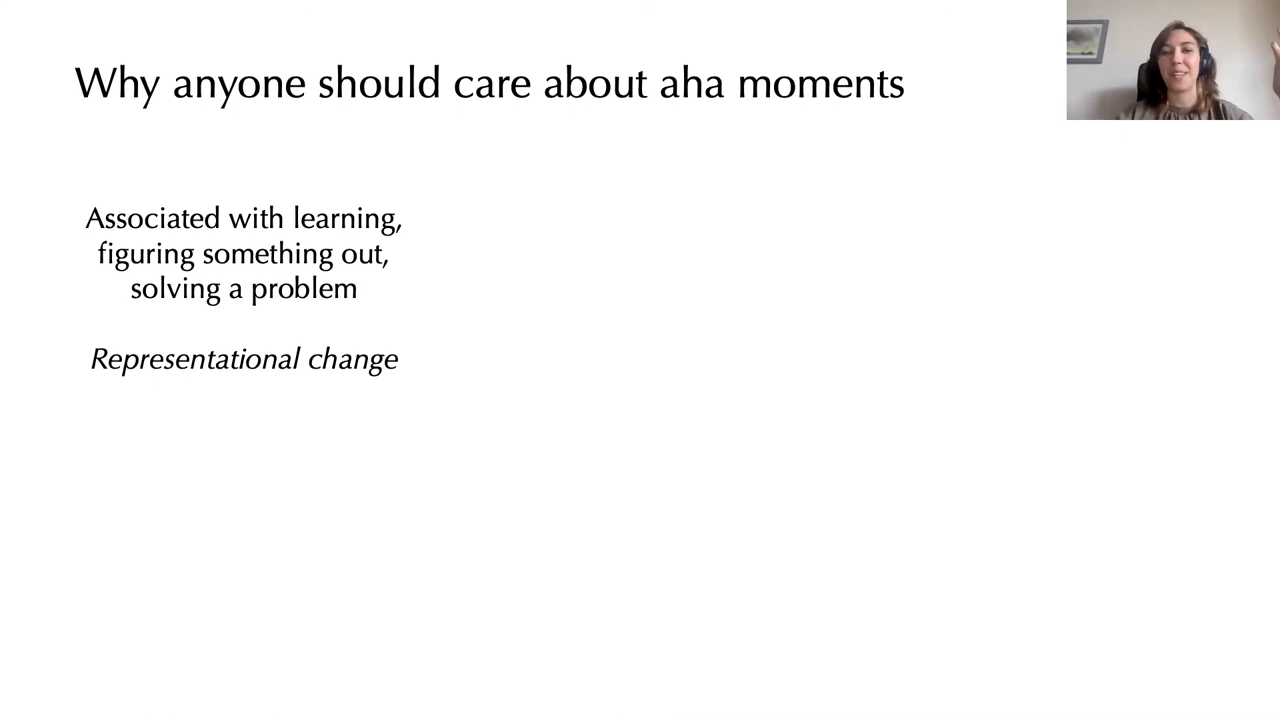 Why anyone should care about aha moments
Associated with learning,
figuring something out,
solving a problem
Representational change